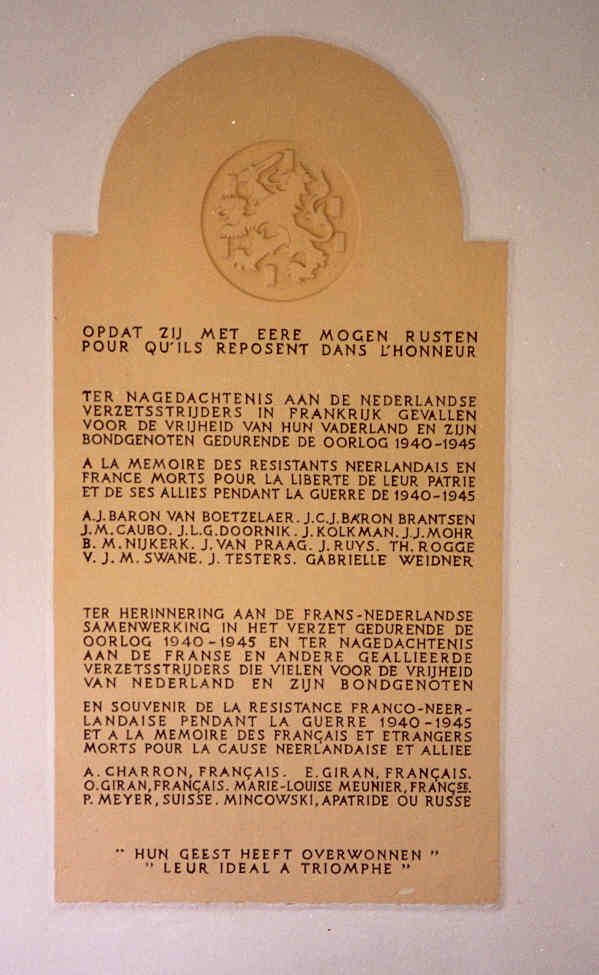 OPDAT ZIJ MET EERE MOGEN RUSTEN
POUR QU'ILS REPOSENT DANS L'HONNEUR
TER NAGEDACHTENIS AAN DE NEDERLANDSE
VERZETSSTRIJDERS IN FRANKRIJK GEVALLEN
VOOR DE VRIJHEID VAN HUN VADERLAND EN ZIJN
BONDGENOTEN GEDURENDE DE OORLOG 1940-1945
A LA MEMOIRE DES RESISTANTS NEERLANDAIS EN
FRANCE MORTS POUR LA LIBERTE DE LEUR PATRIE
ET DE SES ALLIES PENDANT LA GUERRE DE 1940-1945
A.J. BARON VAN BOETZELAER. J.C.J. BARON BRANTSEN
J.M. CAUBO. J.L.G. DOORNIK. J. KOLKMAN. J.J. MOHR
B. M. NIJKERK. J. VAN PRAAG. J. RUYS. TH. ROGGE
V. J. M. SWANE. J. TESTERS. GABRIELLE WEIDNER
TER HERINNERING AAN DE FRANS-NEDERLANDSE
SAMENWERKING IN HET VERZET GEDURENDE DE
OORLOG 1940-1945 EN TER NAGEDACHTENIS
AAN DE FRANSE EN ANDERE GEALLIEERDE
VERZETSSTRIJDERS DIE VIELEN VOOR DE VRIJHEID
VAN NEDERLAND EN ZIJN BONDGENOTEN
EN SOUVENIR DE LA RESISTANCE FRANCO-NEER-
LANDAISE PENDANT LA GUERRE 1940-1945
ET A LA MEMOIRE DES FRANÇAIS ET ETRANGERS
MORTS POUR LA CAUSE NEERLANDAISE ET ALLIEE
A. CHARRON, FRANÇAIS. E. GIRAN, FRANÇAIS.
O. GIRAN, FRANÇAIS. MARIE-LOUISE MEUNIER, FRANÇSE.
P. MEYER, SUISSE. MINCOWSKI, APATRIDE OU RUSSE
" HUN GEEST HEEFT OVERWONNEN "
" LEUR IDEAL A TRIOMPHE "